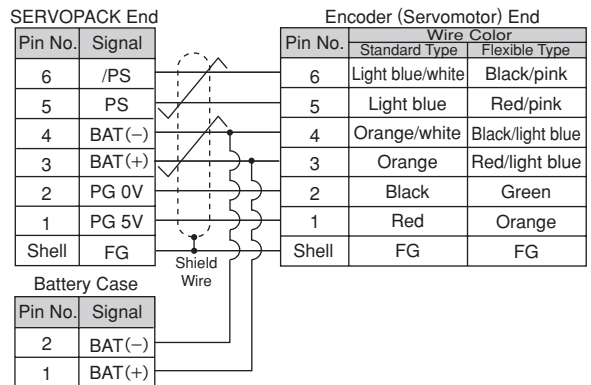 SERVOPACK End
Encoder (Servomotor) End
Pin No. Signal Pin No. Wire Color
Standard Type Flexible Type
6 /PS 6 Light blue/white Black/pink
5 PS 5 Light blue Red/pink
4 BAT(−) 4 Orange/white Black/light blue
3 BAT(+) 3 Orange Red/light blue
2 PG 0V 2 Black Green
1 PG 5V 1 Red Orange
Shell FG Shell FG FG
Shield
Wire
Battery Case
Pin No. Signal
2 BAT(−)
1 BAT(+)